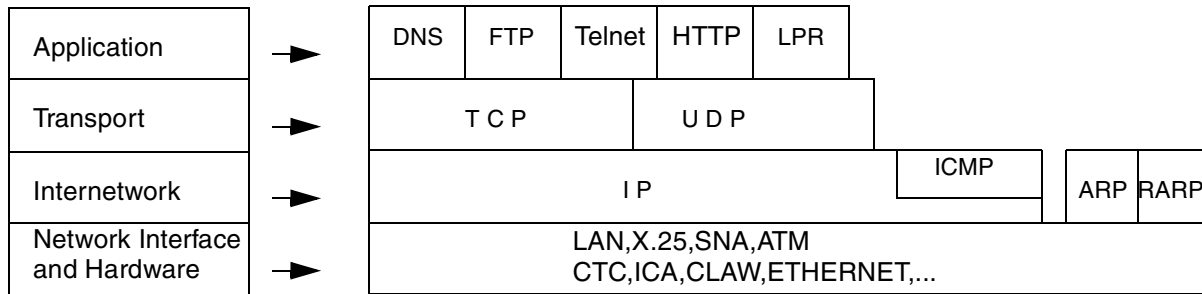 Application
DNS FTP Telnet HTTP LPR
Transport
T C P U D P
Internetwork
I P
ICMP
ARP RARP
Network Interface
and Hardware
LAN,X.25,SNA,ATM
CTC,ICA,CLAW,ETHERNET,...